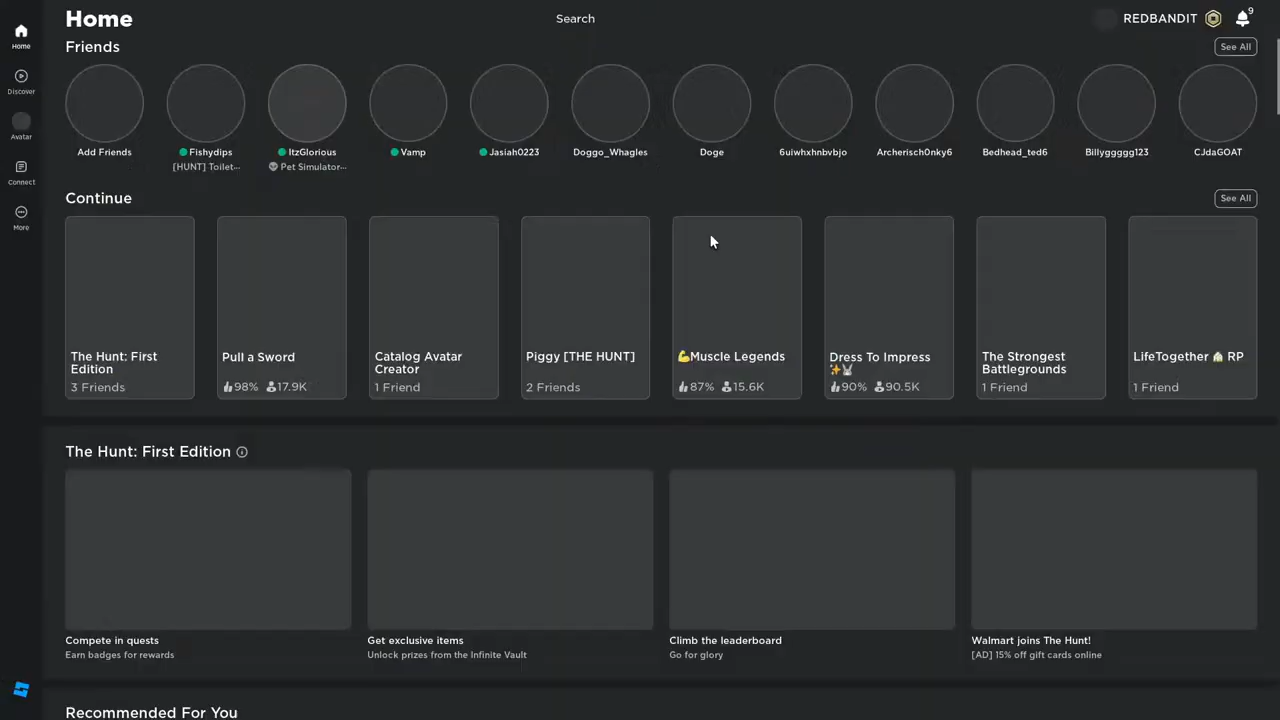 Home
Search
REDBANDIT
9
Home
Discover
Avatar
Connect
More
Friends
See All
Add Friends
Fishydips
[HUNT] Toilet...
ItzGlorious
💀 Pet Simulator...
Vamp
Jasiah0223
Doggo_Whagles
Doge
6uiwhxhnbvbjo
Archerisch0nky6
Bedhead_ted6
Billyggggg123
CJdaGOAT
Continue
See All
The Hunt: First
Edition
3 Friends
Pull a Sword
98% 17.9K
Catalog Avatar
Creator
1 Friend
Piggy [THE HUNT]
2 Friends
💪Muscle Legends
87% 15.6K
Dress To Impress
✨🐰
90% 90.5K
The Strongest
Battlegrounds
1 Friend
LifeTogether 🏠 RP
1 Friend
The Hunt: First Edition
Compete in quests
Earn badges for rewards
Get exclusive items
Unlock prizes from the Infinite Vault
Climb the leaderboard
Go for glory
Walmart joins The Hunt!
[AD] 15% off gift cards online
Recommended For You